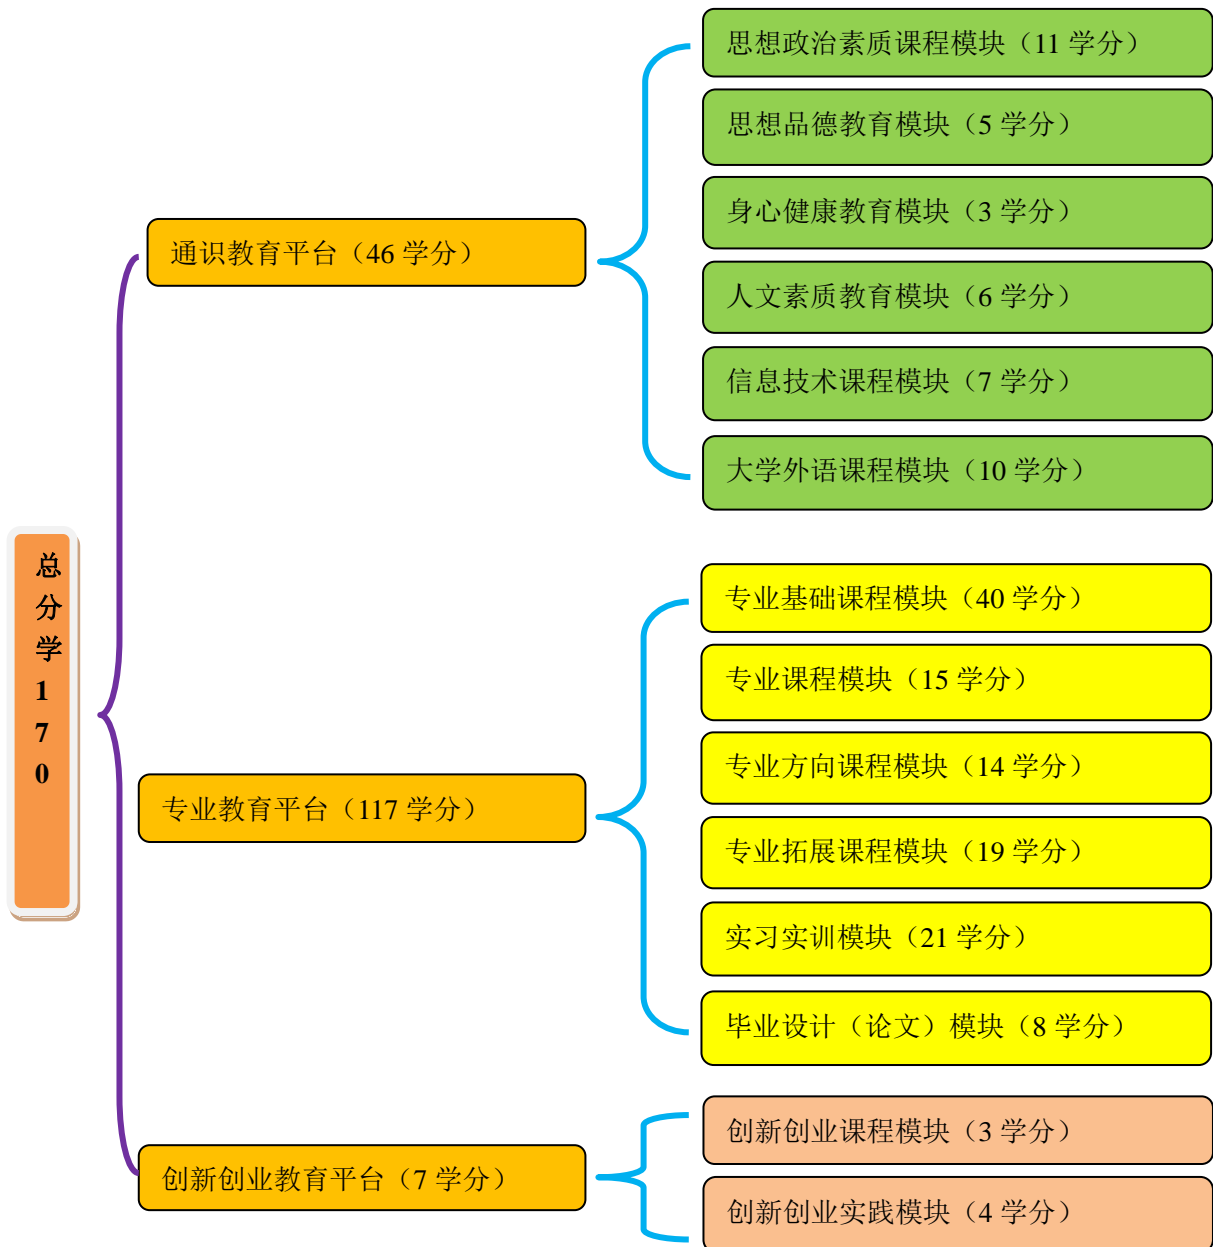 总
分
学
1
7
0
通识教育平台（46 学分）
思想政治素质课程模块（11 学分）
思想品德教育模块（5 学分）
身心健康教育模块（3 学分）
人文素质教育模块（6 学分）
信息技术课程模块（7 学分）
大学外语课程模块（10 学分）
专业教育平台（117 学分）
专业基础课程模块（40 学分）
专业课程模块（15 学分）
专业方向课程模块（14 学分）
专业拓展课程模块（19 学分）
实习实训模块（21 学分）
毕业设计（论文）模块（8 学分）
创新创业教育平台（7 学分）
创新创业课程模块（3 学分）
创新创业实践模块（4 学分）